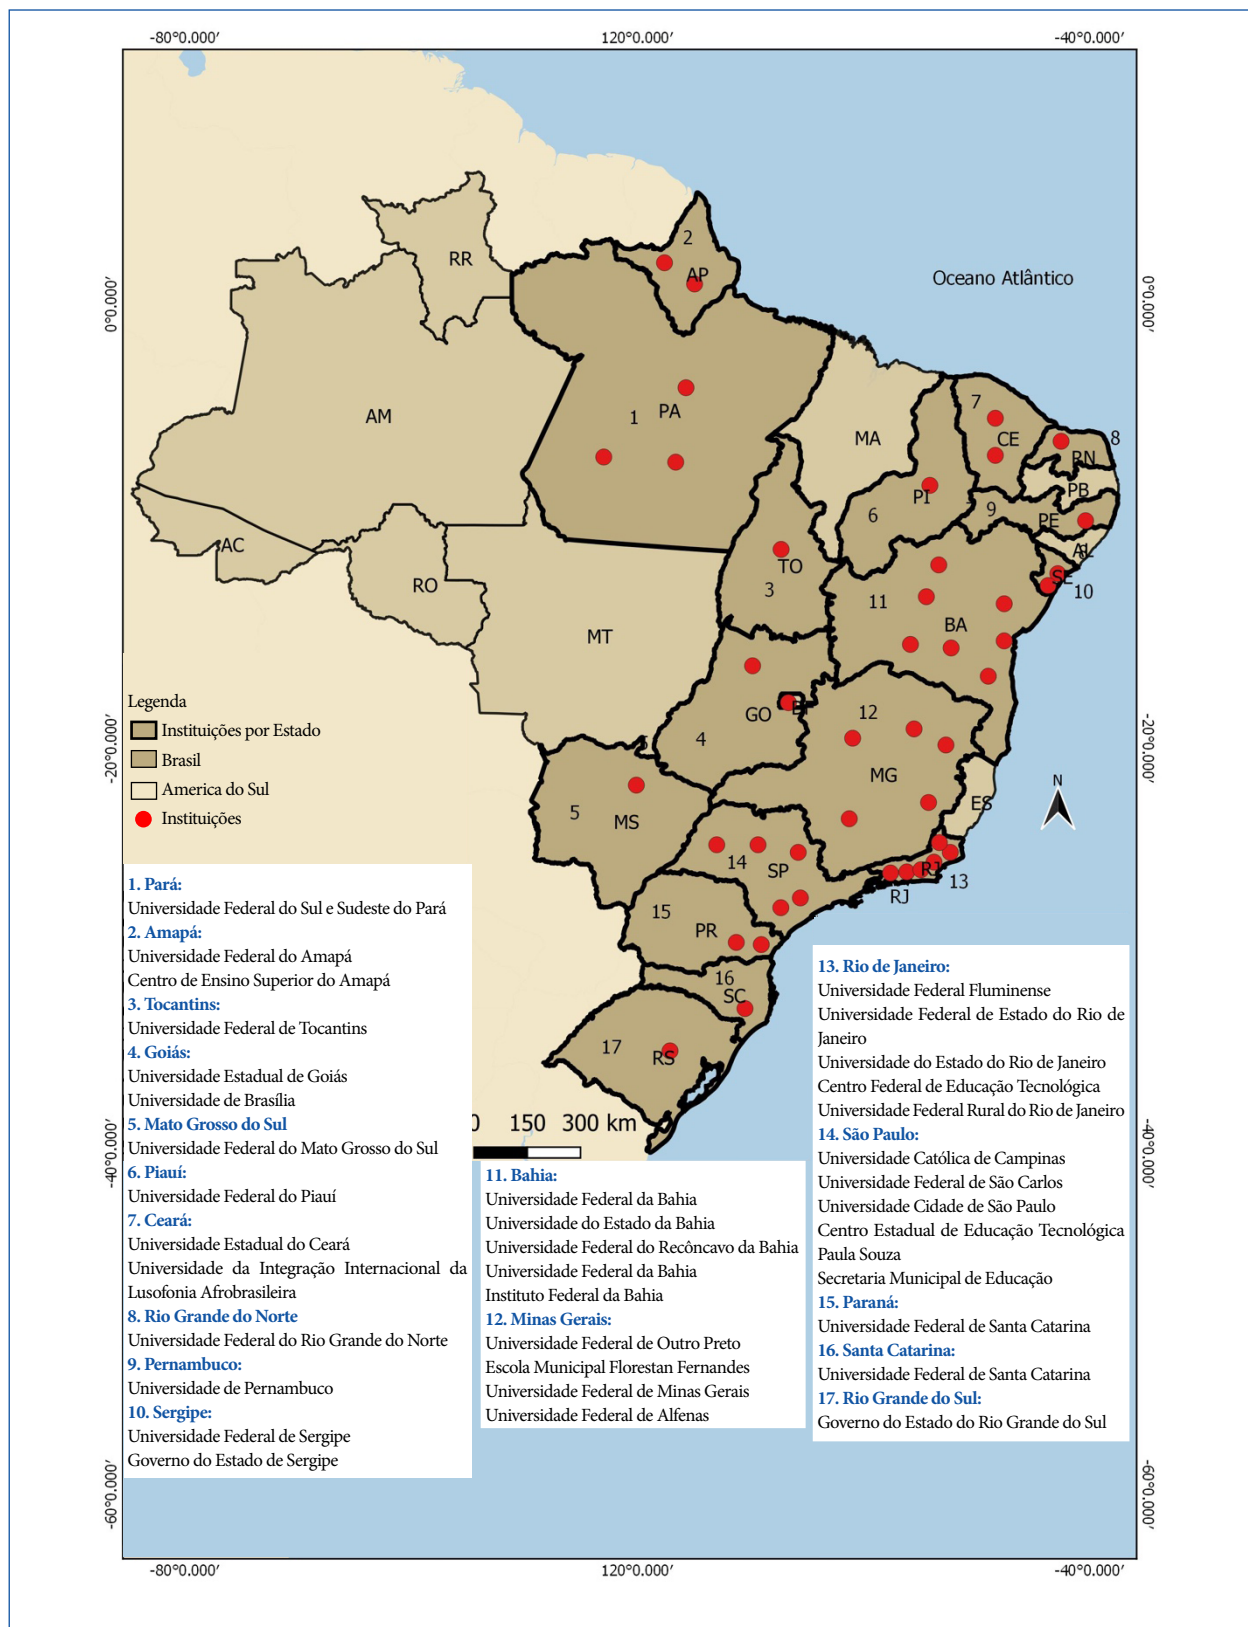 -80°0.000′ 120°0.000′ -40°0.000′
0°0.000′
0°0.000′
-20°0.000′
-20°0.000′
-40°0.000′
-40°0.000′
-60°0.000′
-60°0.000′
Oceano Atlântico
RR
2
AP
AM
1
PA
MA
7
CE
8
RN
PB
PI
6
9
PE
AL
SE
10
AC
RO
TO
3
11
BA
MT
GO
4
12
MG
ES
5
MS
14
SP
RJ
RJ
13
15
PR
16
SC
17
RS
N
Legenda
Instituições por Estado
Brasil
America do Sul
Instituições
0 150 300 km
1. Pará:
Universidade Federal do Sul e Sudeste do Pará
2. Amapá:
Universidade Federal do Amapá
Centro de Ensino Superior do Amapá
3. Tocantins:
Universidade Federal de Tocantins
4. Goiás:
Universidade Estadual de Goiás
Universidade de Brasília
5. Mato Grosso do Sul
Universidade Federal do Mato Grosso do Sul
6. Piauí:
Universidade Federal do Piauí
7. Ceará:
Universidade Estadual do Ceará
Universidade da Integração Internacional da
Lusofonia Afrobrasileira
8. Rio Grande do Norte
Universidade Federal do Rio Grande do Norte
9. Pernambuco:
Universidade de Pernambuco
10. Sergipe:
Universidade Federal de Sergipe
Governo do Estado de Sergipe
11. Bahia:
Universidade Federal da Bahia
Universidade do Estado da Bahia
Universidade Federal do Recôncavo da Bahia
Universidade Federal da Bahia
Instituto Federal da Bahia
12. Minas Gerais:
Universidade Federal de Outro Preto
Escola Municipal Florestan Fernandes
Universidade Federal de Minas Gerais
Universidade Federal de Alfenas
13. Rio de Janeiro:
Universidade Federal Fluminense
Universidade Federal de Estado do Rio de
Janeiro
Universidade do Estado do Rio de Janeiro
Centro Federal de Educação Tecnológica
Universidade Federal Rural do Rio de Janeiro
14. São Paulo:
Universidade Católica de Campinas
Universidade Federal de São Carlos
Universidade Cidade de São Paulo
Centro Estadual de Educação Tecnológica
Paula Souza
Secretaria Municipal de Educação
15. Paraná:
Universidade Federal de Santa Catarina
16. Santa Catarina:
Universidade Federal de Santa Catarina
17. Rio Grande do Sul:
Governo do Estado do Rio Grande do Sul
-80°0.000′ 120°0.000′ -40°0.000′